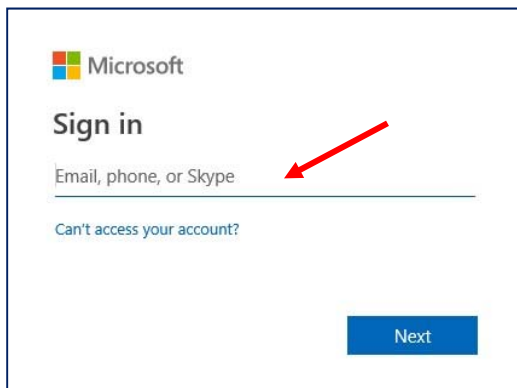 Microsoft
Sign in
Email, phone, or Skype
Can't access your account?
Next